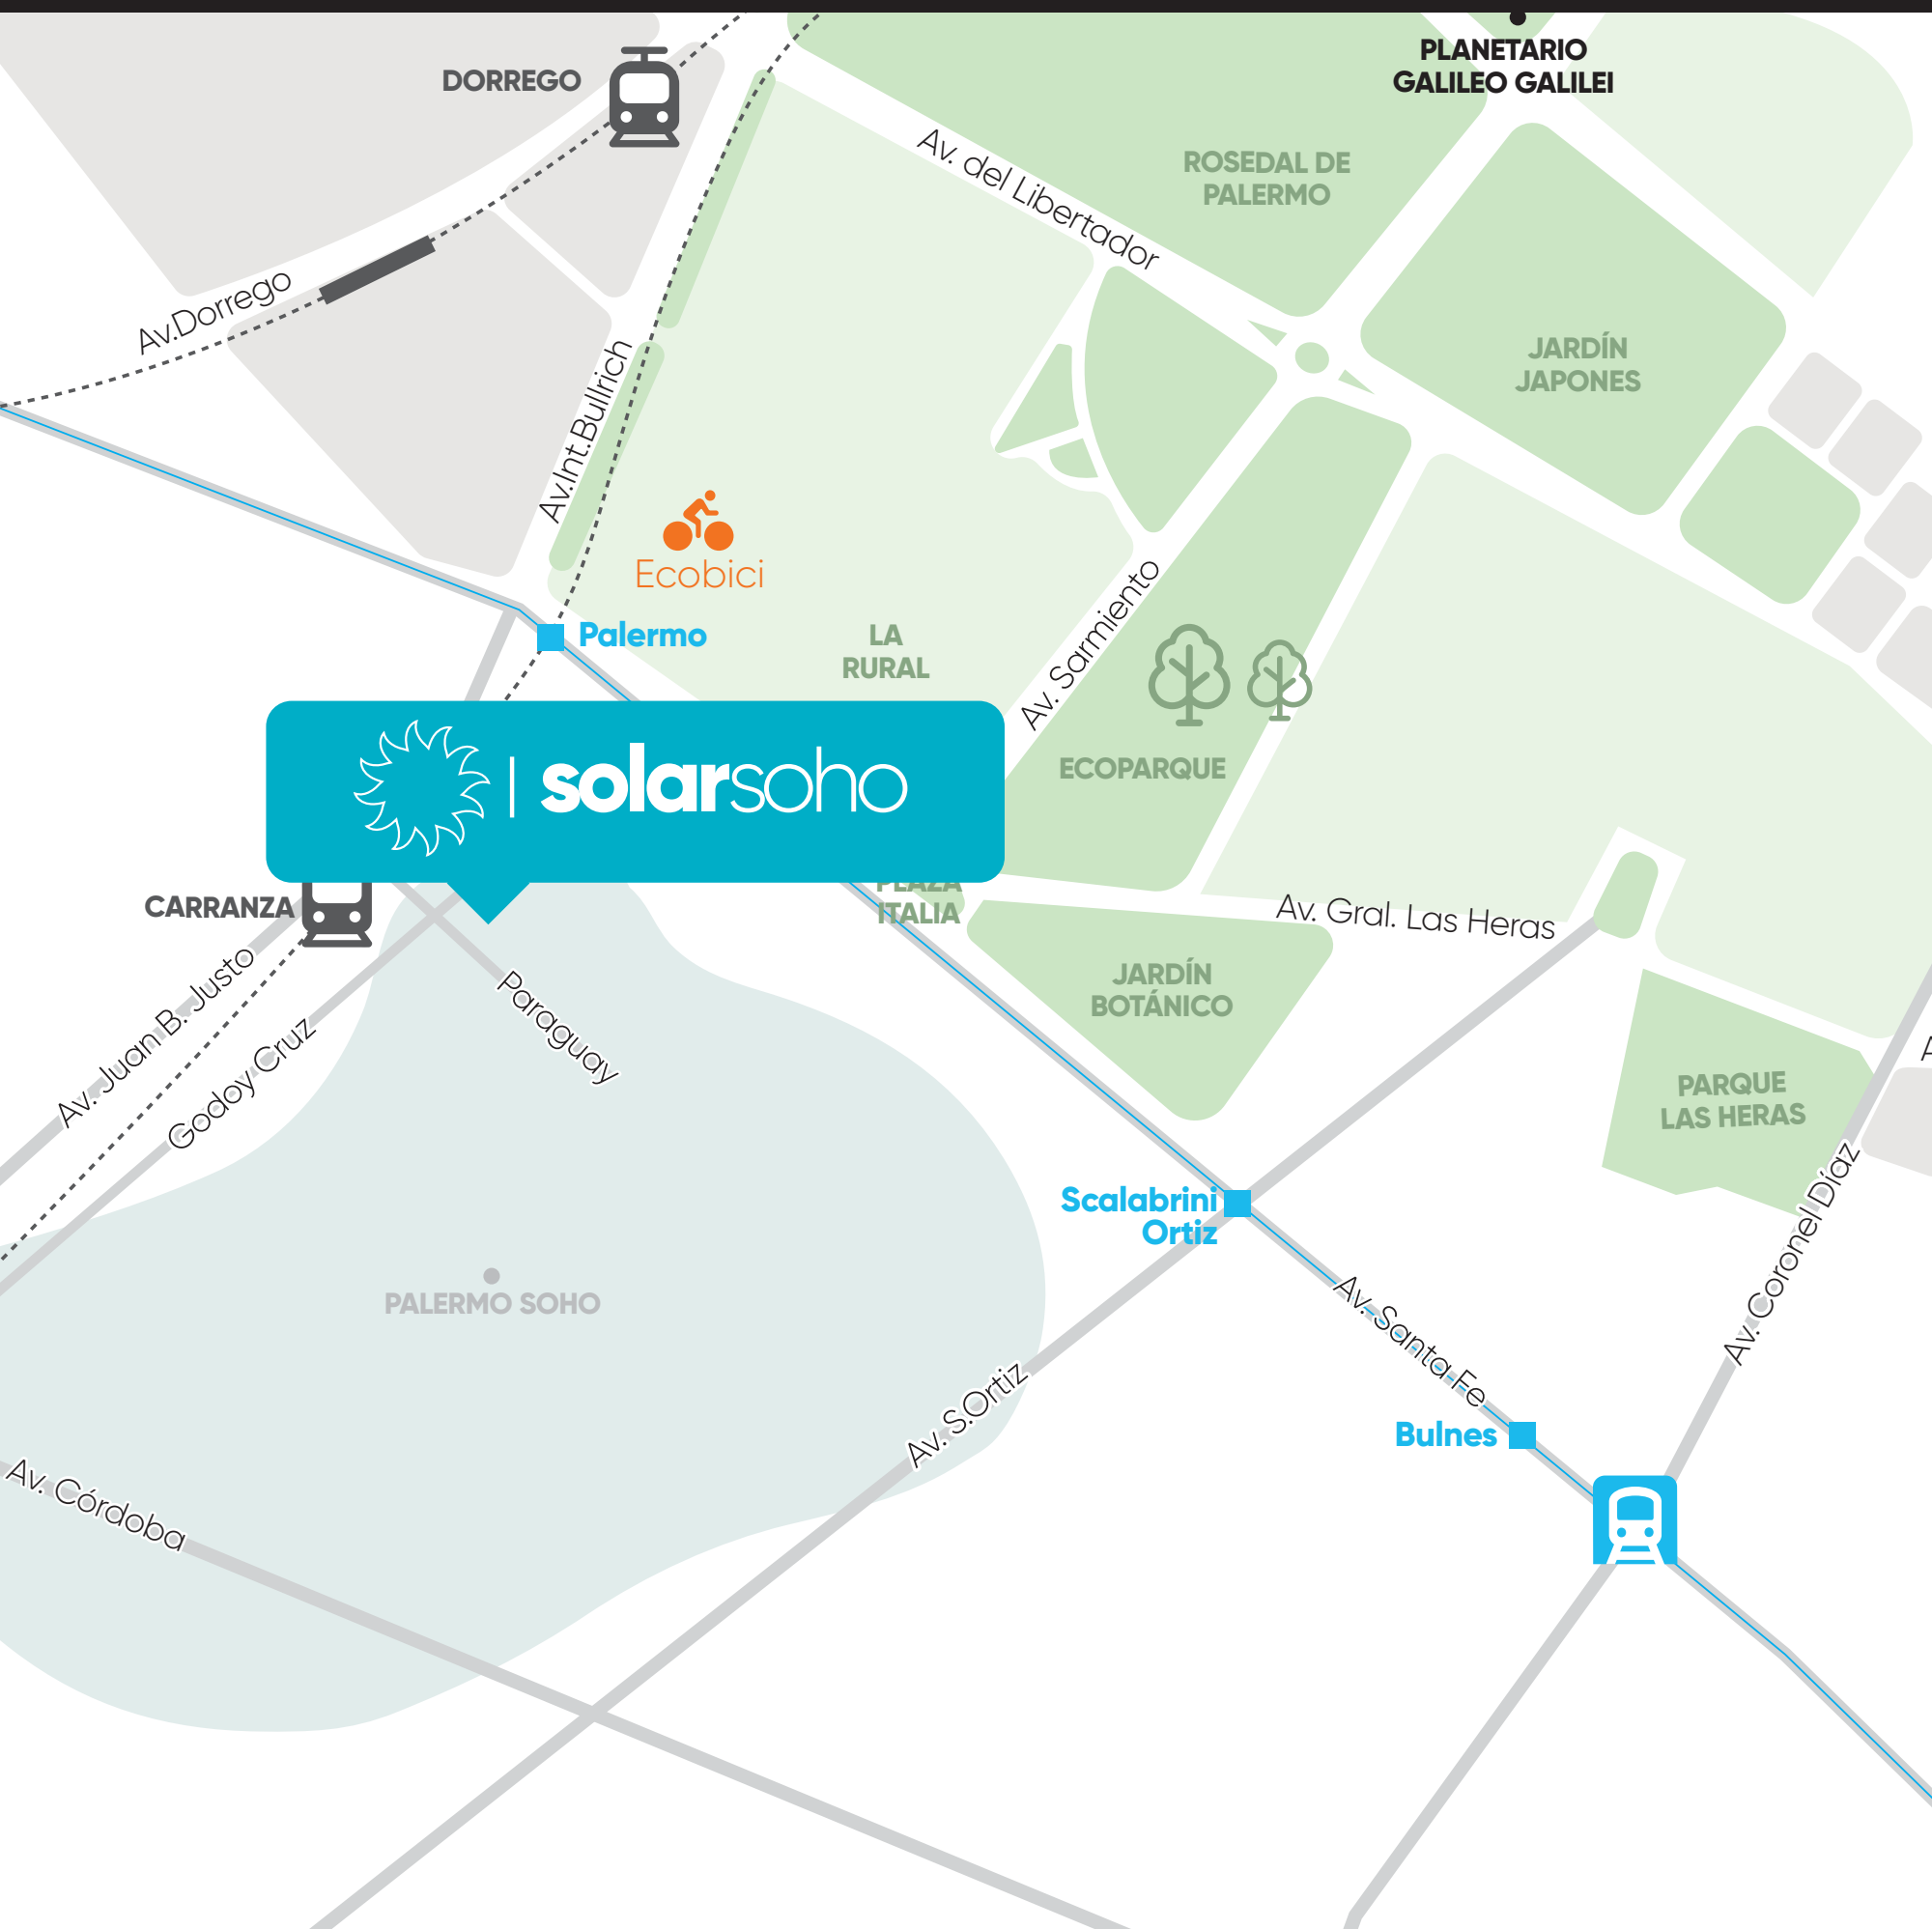 PLANETARIO
GALILEO GALILEI
DORREGO
Av. del Libertador
ROSEDAL DE
PALERMO
Av.Dorrego
JARDÍN
JAPONES
Av.Int.Bullrich
Ecobici
Palermo
LA
RURAL
Av. Sarmiento
ECOPARQUE
solarsoho
PLAZA
ITALIA
CARRANZA
Av. Gral. Las Heras
JARDÍN
BOTÁNICO
Av. Juan B. Justo
Paraguay
Godoy Cruz
PARQUE
LAS HERAS
Scalabrini
Ortiz
PALERMO SOHO
Av. Santa Fe
Av. Coronel Díaz
Av. S.Ortiz
Bulnes
Av. Córdoba